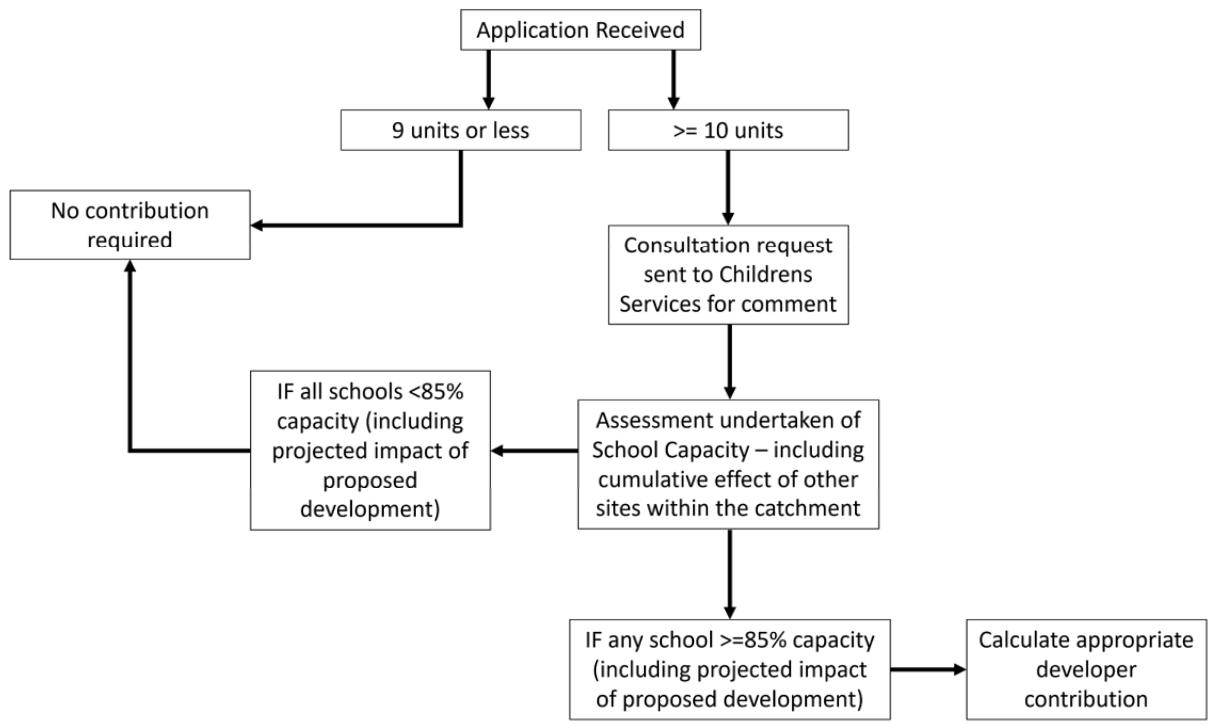 Application Received
9 units or less
>= 10 units
No contribution
required
Consultation request
sent to Childrens
Services for comment
IF all schools <85%
capacity (including
projected impact of
proposed
development)
Assessment undertaken of
School Capacity – including
cumulative effect of other
sites within the catchment
IF any school >=85% capacity
(including projected impact
of proposed development)
Calculate appropriate
developer
contribution